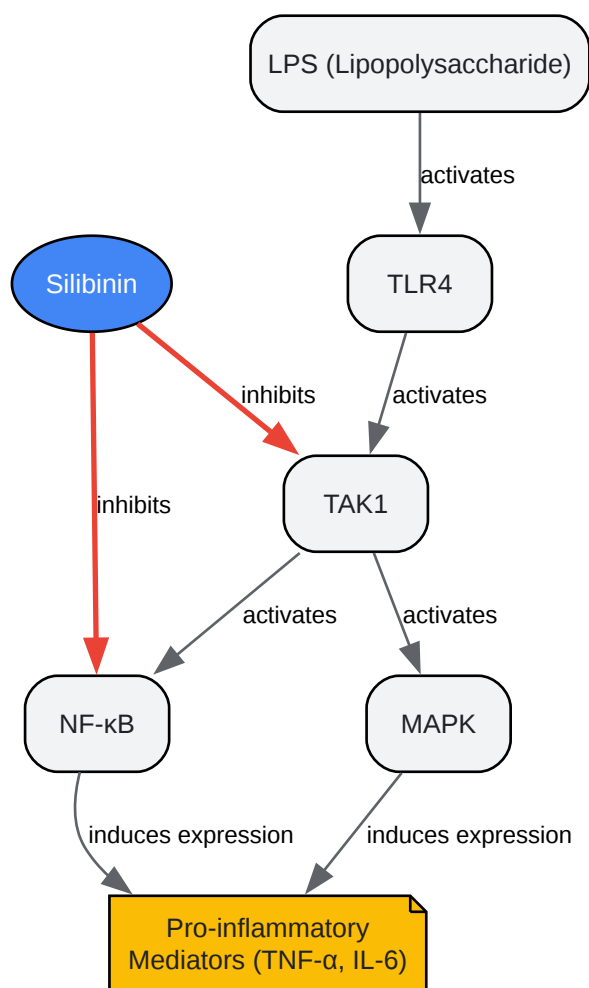 LPS (Lipopolysaccharide)
activates
Silibinin
TLR4
inhibits
activates
TAK1
inhibits
activates
activates
NF-κB
MAPK
induces expression
induces expression
Pro-inflammatory
Mediators (TNF-α, IL-6)